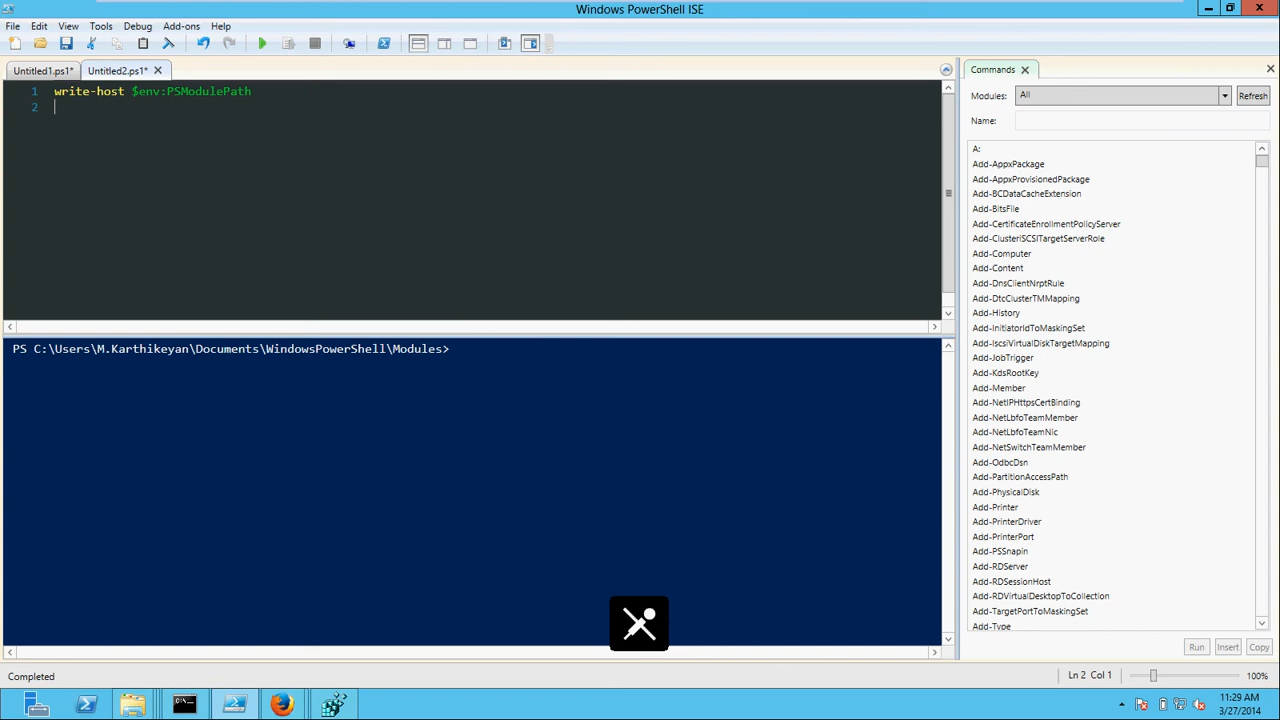 Windows PowerShell ISE
File Edit View Tools Debug Add-ons Help
Untitled1.ps1* Untitled2.ps1*
1 write-host $env:PSModulePath
2
PS C:\Users\M.Karthikeyan\Documents\WindowsPowerShell\Modules>
Commands
Modules: All Refresh
Name:
A:
Add-AppxPackage
Add-AppxProvisionedPackage
Add-BCDataCacheExtension
Add-BitsFile
Add-CertificateEnrollmentPolicyServer
Add-ClusteriSCSITargetServerRole
Add-Computer
Add-Content
Add-DnsClientNrptRule
Add-DtcClusterTMMapping
Add-History
Add-InitiatorIdToMaskingSet
Add-IscsiVirtualDiskTargetMapping
Add-JobTrigger
Add-KdsRootKey
Add-Member
Add-NetIPHttpsCertBinding
Add-NetLbfoTeamMember
Add-NetLbfoTeamNic
Add-NetSwitchTeamMember
Add-OdbcDsn
Add-PartitionAccessPath
Add-PhysicalDisk
Add-Printer
Add-PrinterDriver
Add-PrinterPort
Add-PSSnapin
Add-RDServer
Add-RDSessionHost
Add-RDVirtualDesktopToCollection
Add-TargetPortToMaskingSet
Add-Type
Run Insert Copy
Completed Ln 2 Col 1 100%
11:29 AM
3/27/2014